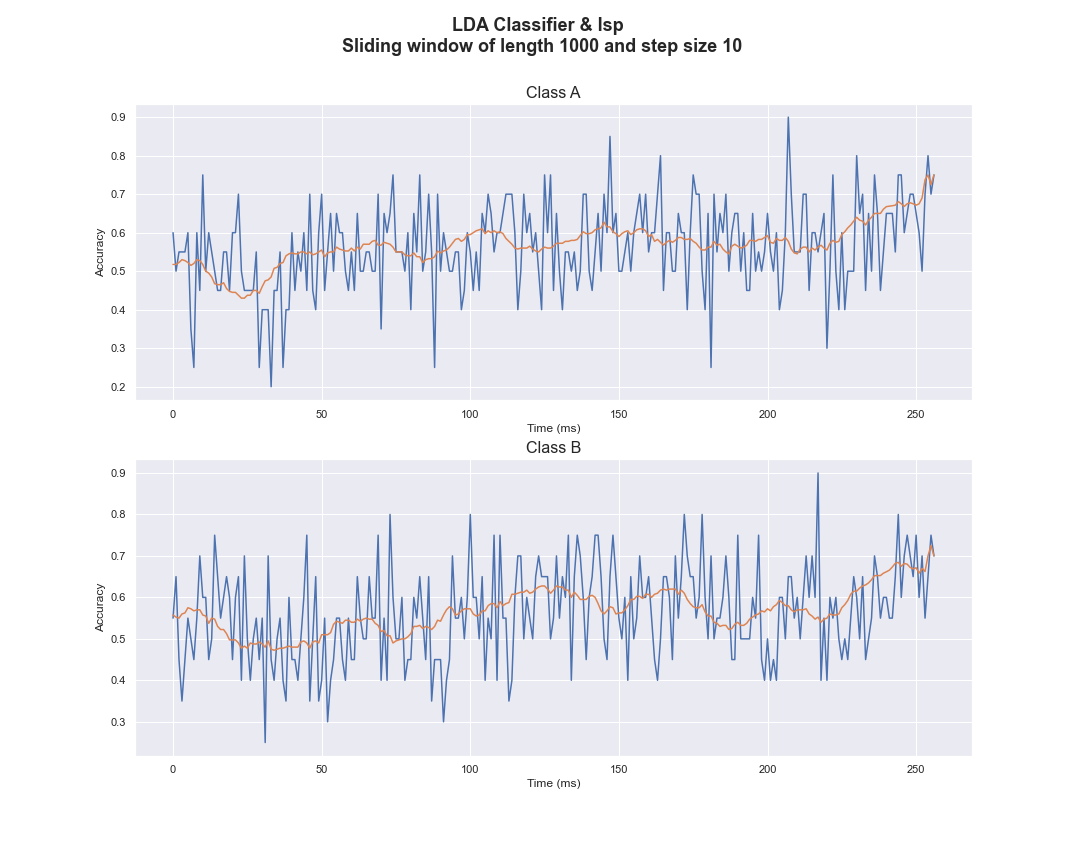 LDA Classifier & lsp
Sliding window of length 1000 and step size 10
Class A
Accuracy
0.9
0.8
0.7
0.6
0.5
0.4
0.3
0.2
0 50 100 150 200 250
Time (ms)
Class B
Accuracy
0.9
0.8
0.7
0.6
0.5
0.4
0.3
0 50 100 150 200 250
Time (ms)